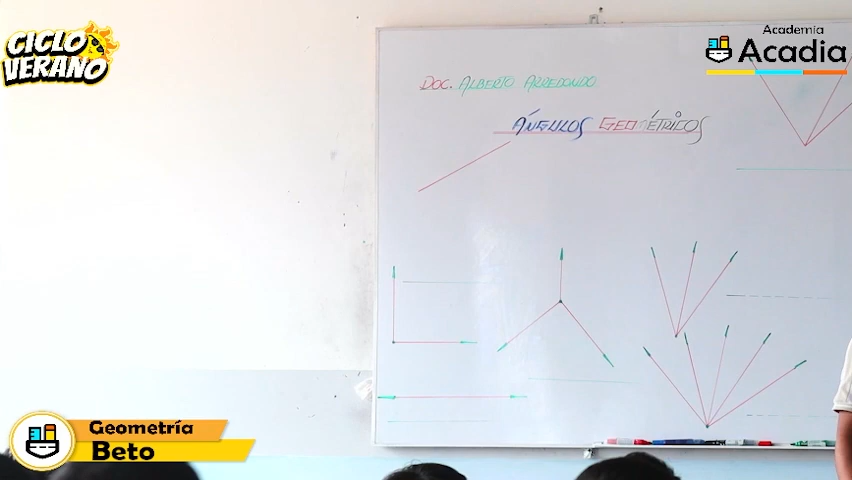 CICLO
VERANO
Academia
Acadia
DOC. ALBERTO ARREDONDO
ÁNGULOS GEOMÉTRICOS
Geometría
Beto